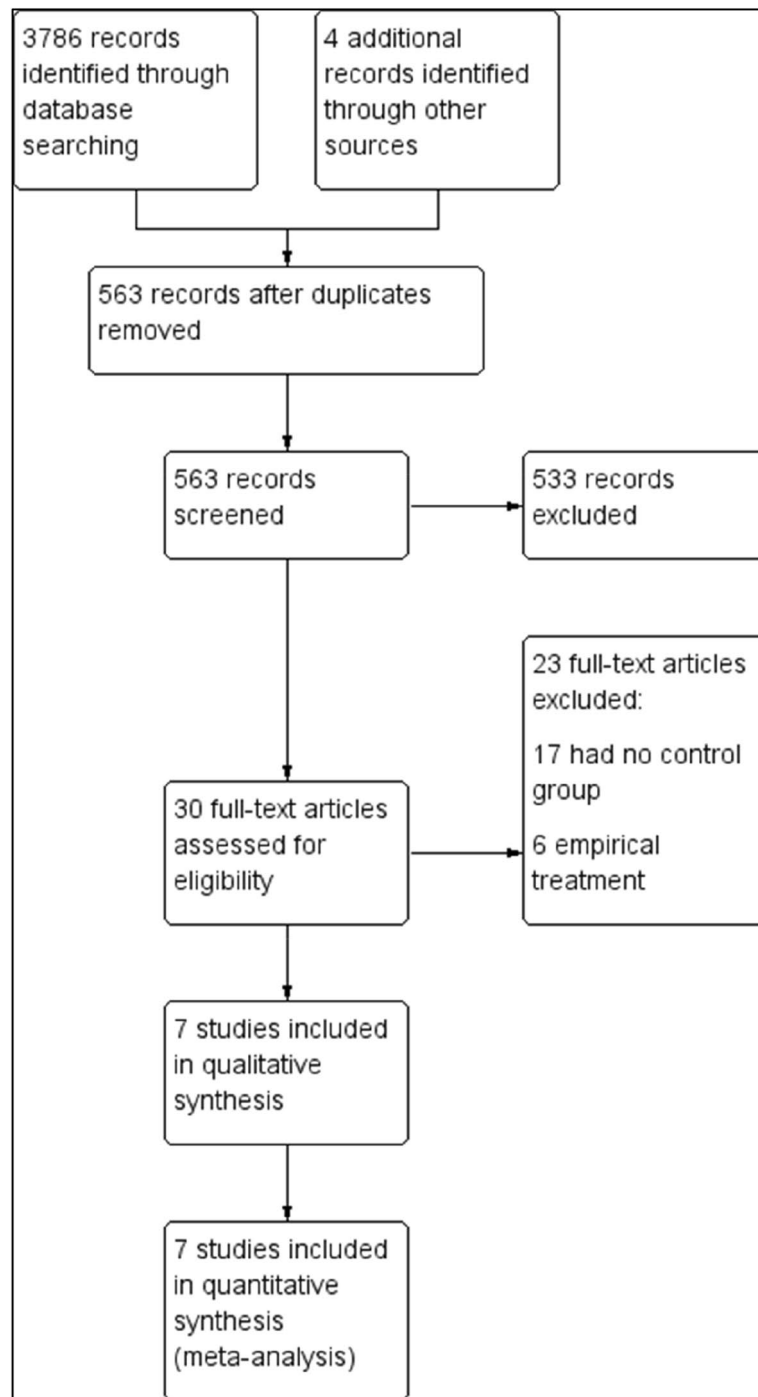 3786 records
identified through
database
searching
4 additional
records identified
through other
sources
563 records after duplicates
removed
563 records
screened
533 records
excluded
23 full-text articles
excluded:
17 had no control
group
6 empirical
treatment
30 full-text articles
assessed for
eligibility
7 studies included
in qualitative
synthesis
7 studies included
in quantitative
synthesis
(meta-analysis)